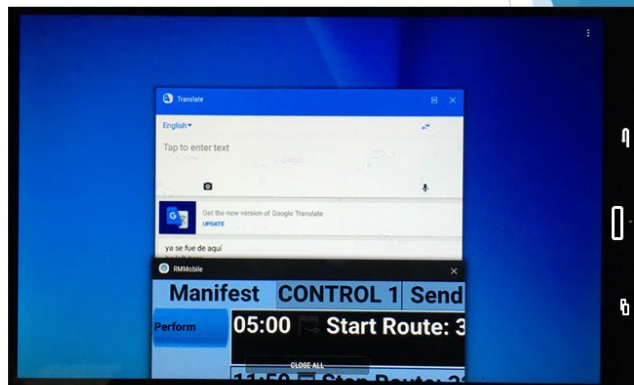 Translate
English
Tap to enter text
Get the new version of Google Translate
UPDATE
ya se fue de aquí
RMMobile
Manifest CONTROL 1 Send
Perform
05:00 Start Route: 3
CLOSE ALL